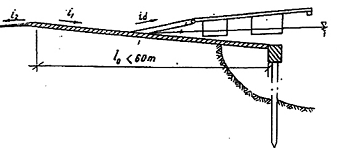 i₂ i₁ id
l₀ < 60m